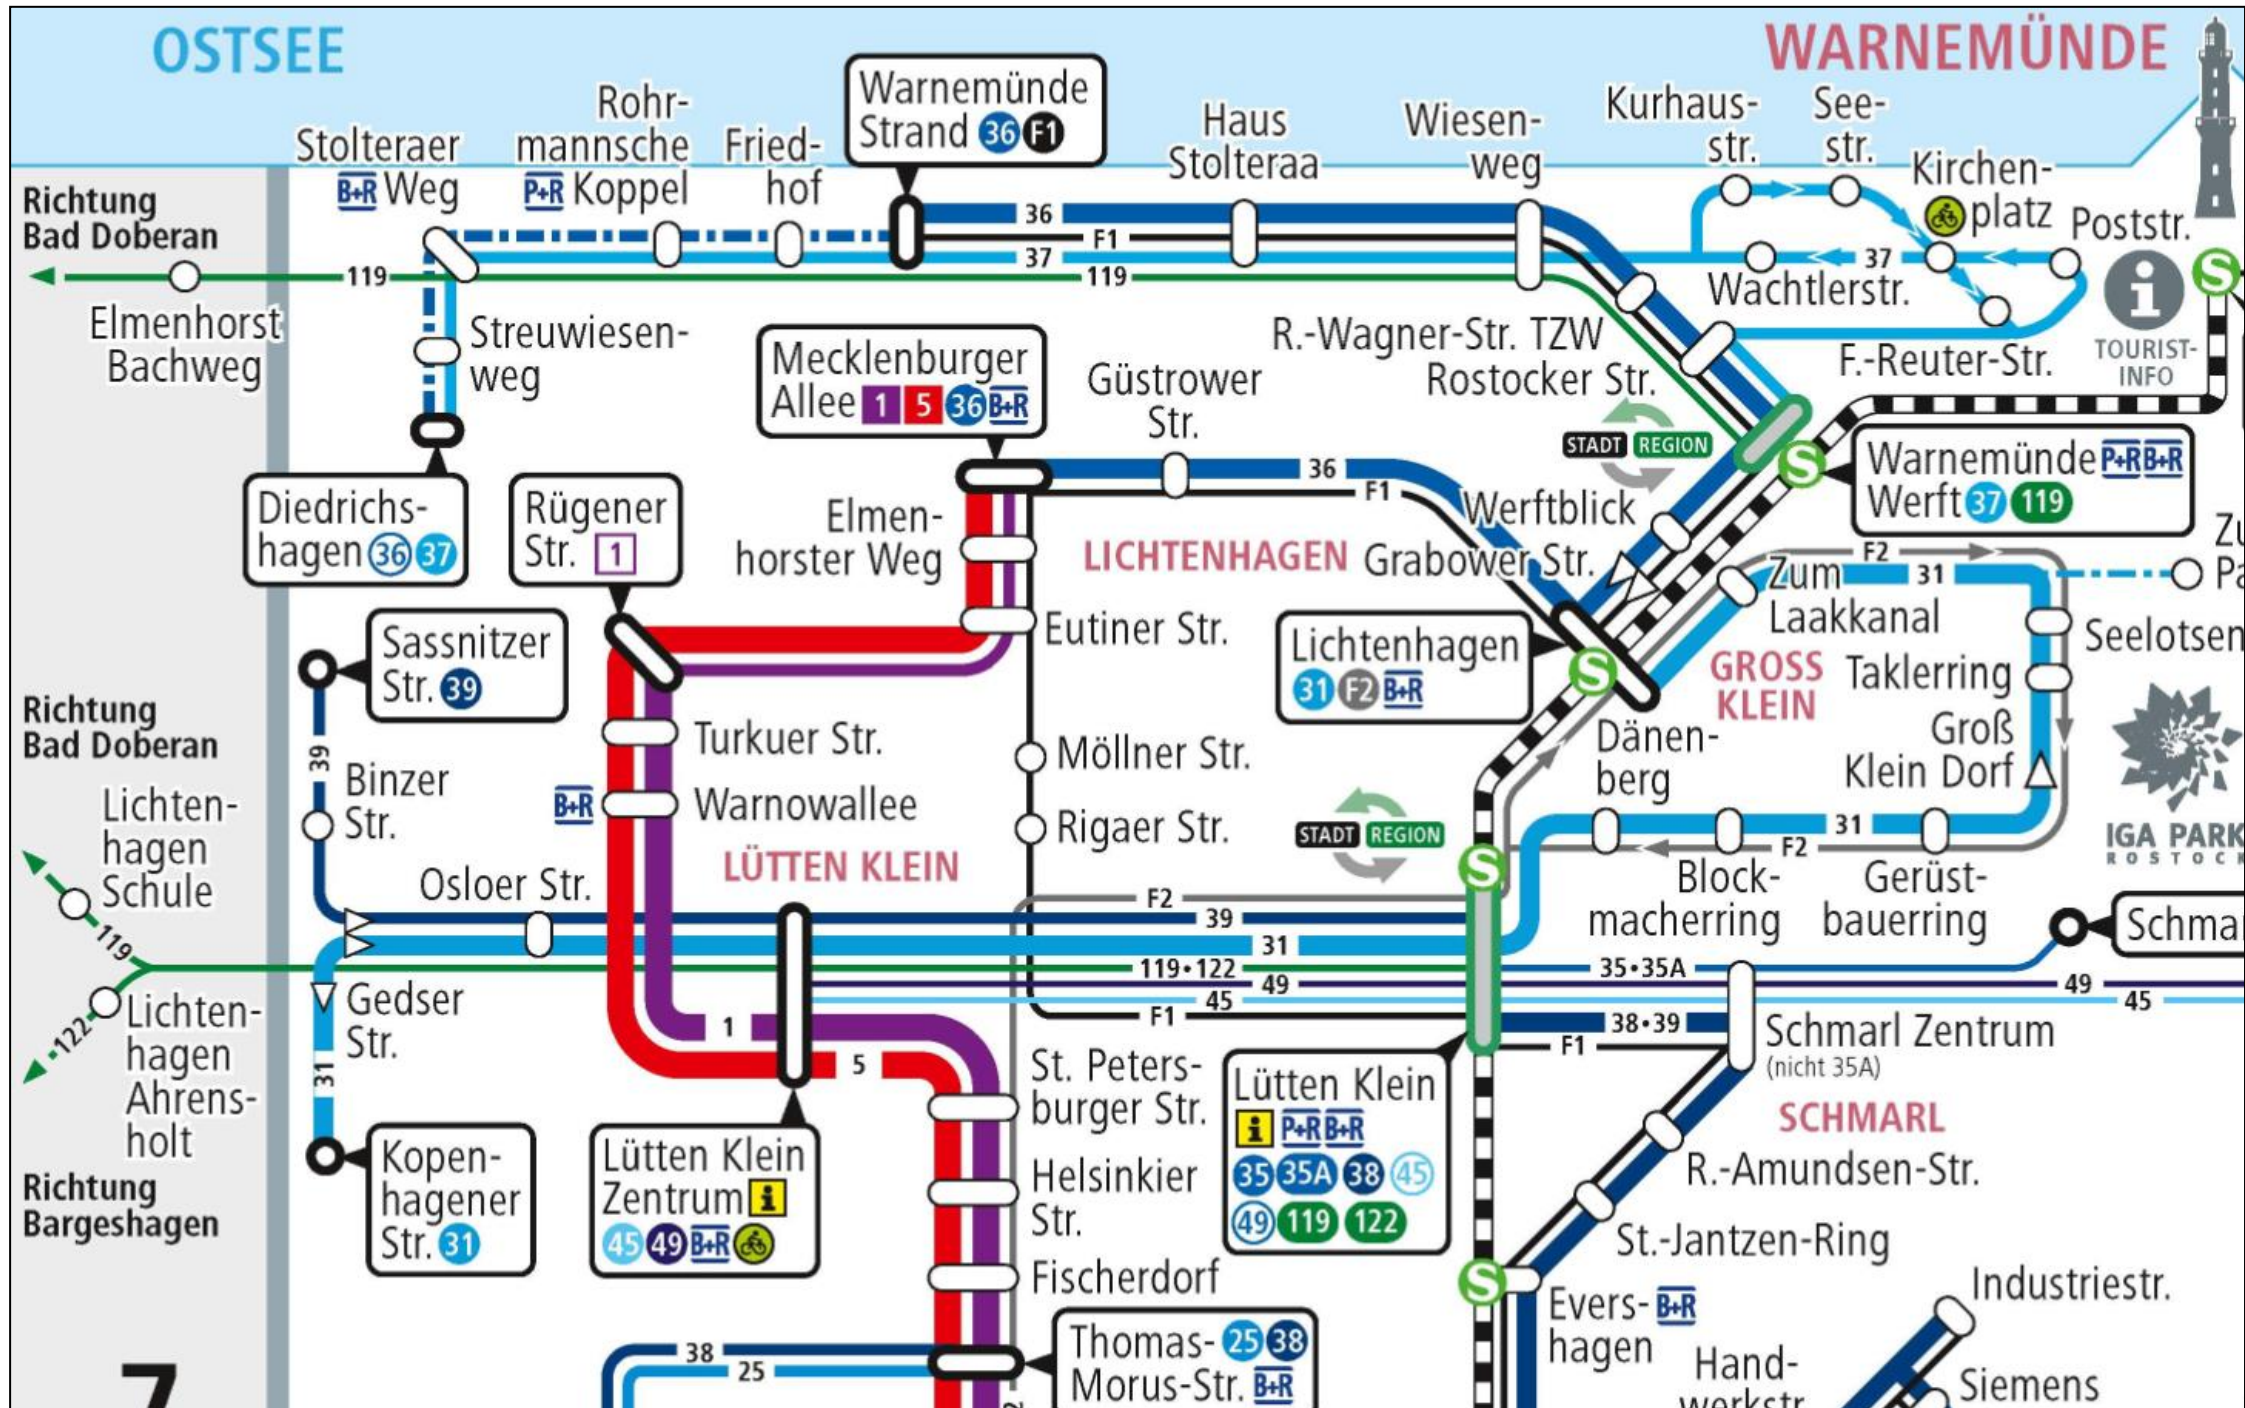 OSTSEE
WARNEMÜNDE
Rohr-
mannsche
P+R Koppel
Stolteraer
B+R Weg
Fried-
hof
Warnemünde
Strand 36 F1
Haus
Stolteraa
Wiesen-
weg
Kurhaus-
str.
See-
str.
Kirchen-
platz
Poststr.
Richtung
Bad Doberan
36
F1
37
119
119
37
Wachtlerstr.
S
i
TOURIST-
INFO
Elmenhorst
Bachweg
Streuwiesen-
weg
Mecklenburger
Allee 1 5 36 B+R
Güstrower
Str.
R.-Wagner-Str. TZW
Rostocker Str.
F.-Reuter-Str.
STADT REGION
S
Warnemünde P+R B+R
Werft 37 119
Diedrichs-
hagen 36 37
Rügener
Str. 1
Elmen-
horster Weg
36
F1
LICHTENHAGEN
Werftblick
Grabower Str.
F2
31
Zum
Laakkanal
Seelotsen
Sassnitzer
Str. 39
Eutiner Str.
Lichtenhagen
31 F2 B+R
S
GROSS
KLEIN
Taklerring
Groß
Klein Dorf
Richtung
Bad Doberan
39
Binzer
Str.
Turkuer Str.
B+R Warnowallee
Möllner Str.
Rigaer Str.
Dänen-
berg
STADT REGION
S
31
F2
IGA PARK
ROSTOCK
Lichten-
hagen
Schule
119
LÜTTEN KLEIN
Osloer Str.
F2
39
31
119•122
49
45
F1
Block-
macherring
Gerüst-
bauerring
35•35A
49
45
38•39
F1
Schmarl Zentrum
(nicht 35A)
Lichten-
hagen
Ahrens-
holt
122
Gedser
Str.
31
1
5
St. Peters-
burger Str.
Lütten Klein
i P+R B+R
35 35A 38 45
49 119 122
SCHMARL
R.-Amundsen-Str.
Richtung
Bargeshagen
Kopen-
hagener
Str. 31
Lütten Klein
Zentrum i
45 49 B+R
Helsinkier
Str.
St.-Jantzen-Ring
Fischerdorf
S
Evers- B+R
hagen
Industriestr.
38
25
Thomas- 25 38
Morus-Str. B+R
Hand-
werkstr.
Siemens
7